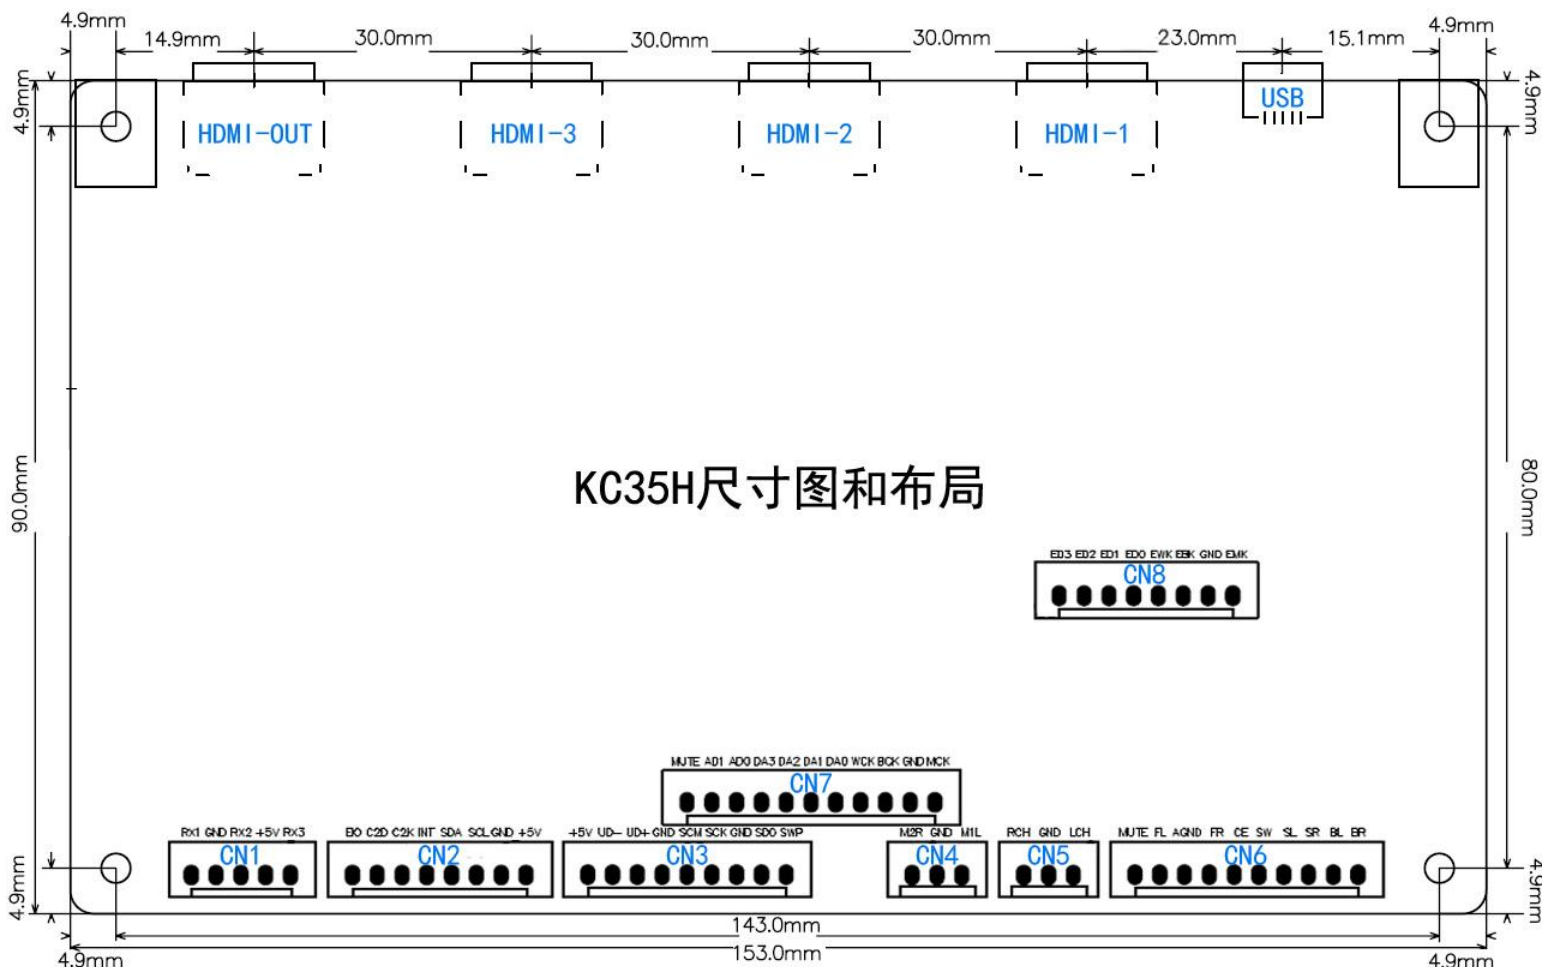 4.9mm
4.9mm
14.9mm 30.0mm 30.0mm 30.0mm 23.0mm 15.1mm
4.9mm
4.9mm
HDMI-OUT HDMI-3 HDMI-2 HDMI-1 USB
90.0mm
80.0mm
KC35H尺寸图和布局
ED3 ED2 ED1 ED0 EWK EBK GND EMK
CN8
MUTE AD1 AD0 DA3 DA2 DA1 DA0 WCK BCK GND MCK
CN7
RX1 GND RX2 +5V RX3
CN1
EIO C2D C2K INT SDA SCL GND +5V
CN2
+5V UD- UD+ GND SCM SCK GND SDO SWP
CN3
M2R GND M1L
CN4
RCH GND LCH
CN5
MUTE FL AGND FR CE SW SL SR BL BR
CN6
4.9mm
4.9mm
143.0mm
153.0mm
4.9mm
4.9mm